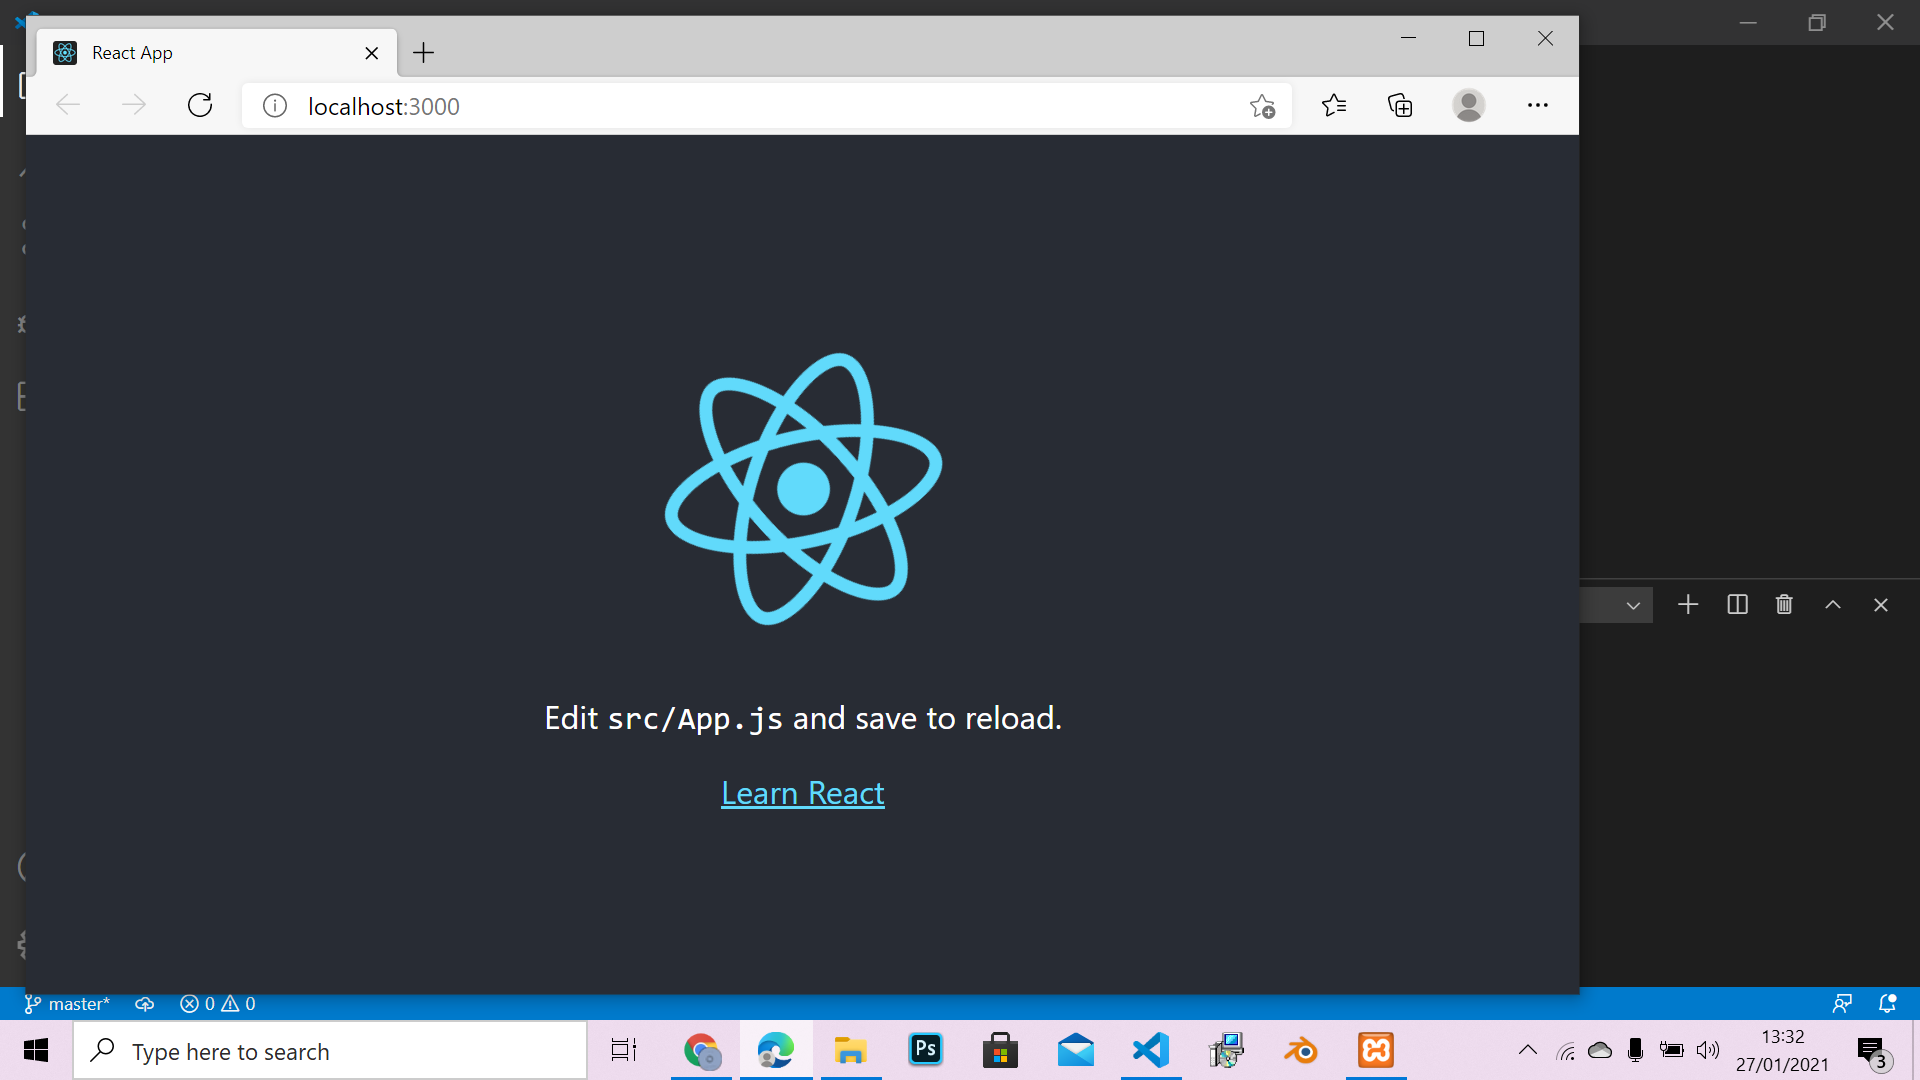 React App
localhost:3000
Edit src/App.js and save to reload.
Learn React
master*
0
0
Type here to search
Ps
13:32
27/01/2021
3